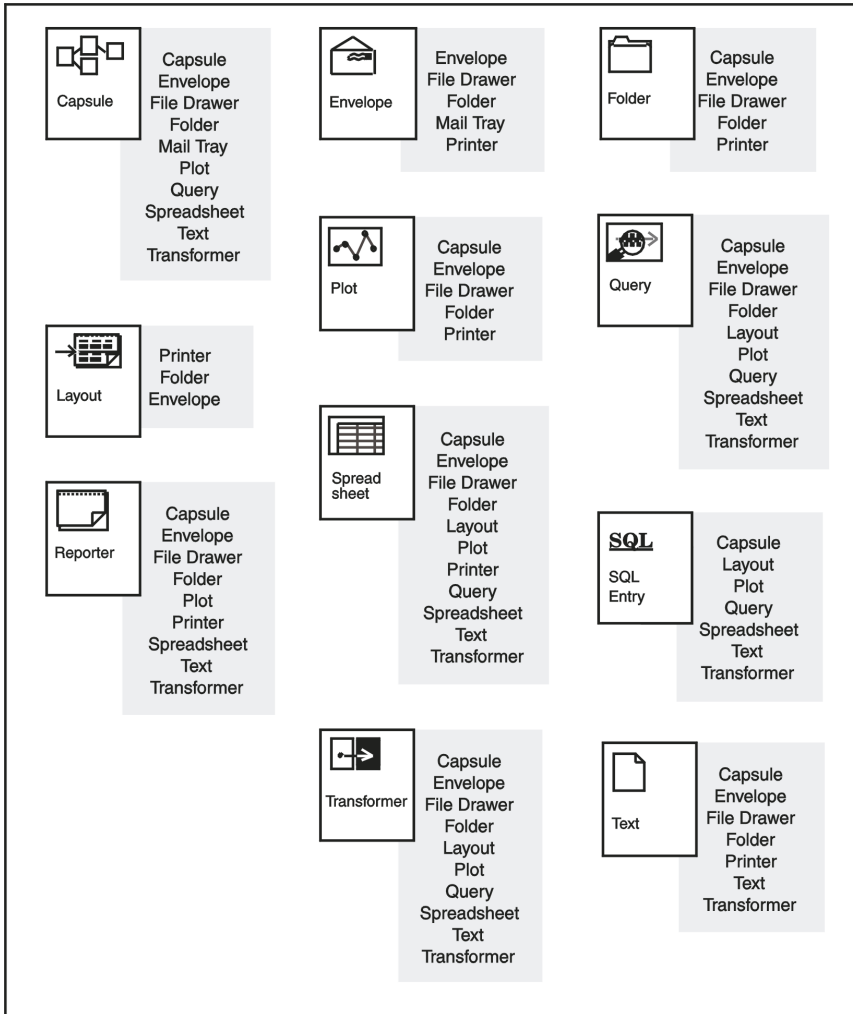 Capsule
Capsule
Envelope
File Drawer
Folder
Mail Tray
Plot
Query
Spreadsheet
Text
Transformer
Envelope
Envelope
File Drawer
Folder
Mail Tray
Printer
Folder
Capsule
Envelope
File Drawer
Folder
Printer
Plot
Capsule
Envelope
File Drawer
Folder
Printer
Query
Capsule
Envelope
File Drawer
Folder
Layout
Plot
Query
Spreadsheet
Text
Transformer
Layout
Printer
Folder
Envelope
Spread
sheet
Capsule
Envelope
File Drawer
Folder
Layout
Plot
Printer
Query
Spreadsheet
Text
Transformer
Reporter
Capsule
Envelope
File Drawer
Folder
Plot
Printer
Spreadsheet
Text
Transformer
SQL
SQL
Entry
Capsule
Layout
Plot
Query
Spreadsheet
Text
Transformer
Transformer
Capsule
Envelope
File Drawer
Folder
Layout
Plot
Query
Spreadsheet
Text
Transformer
Text
Capsule
Envelope
File Drawer
Folder
Printer
Text
Transformer